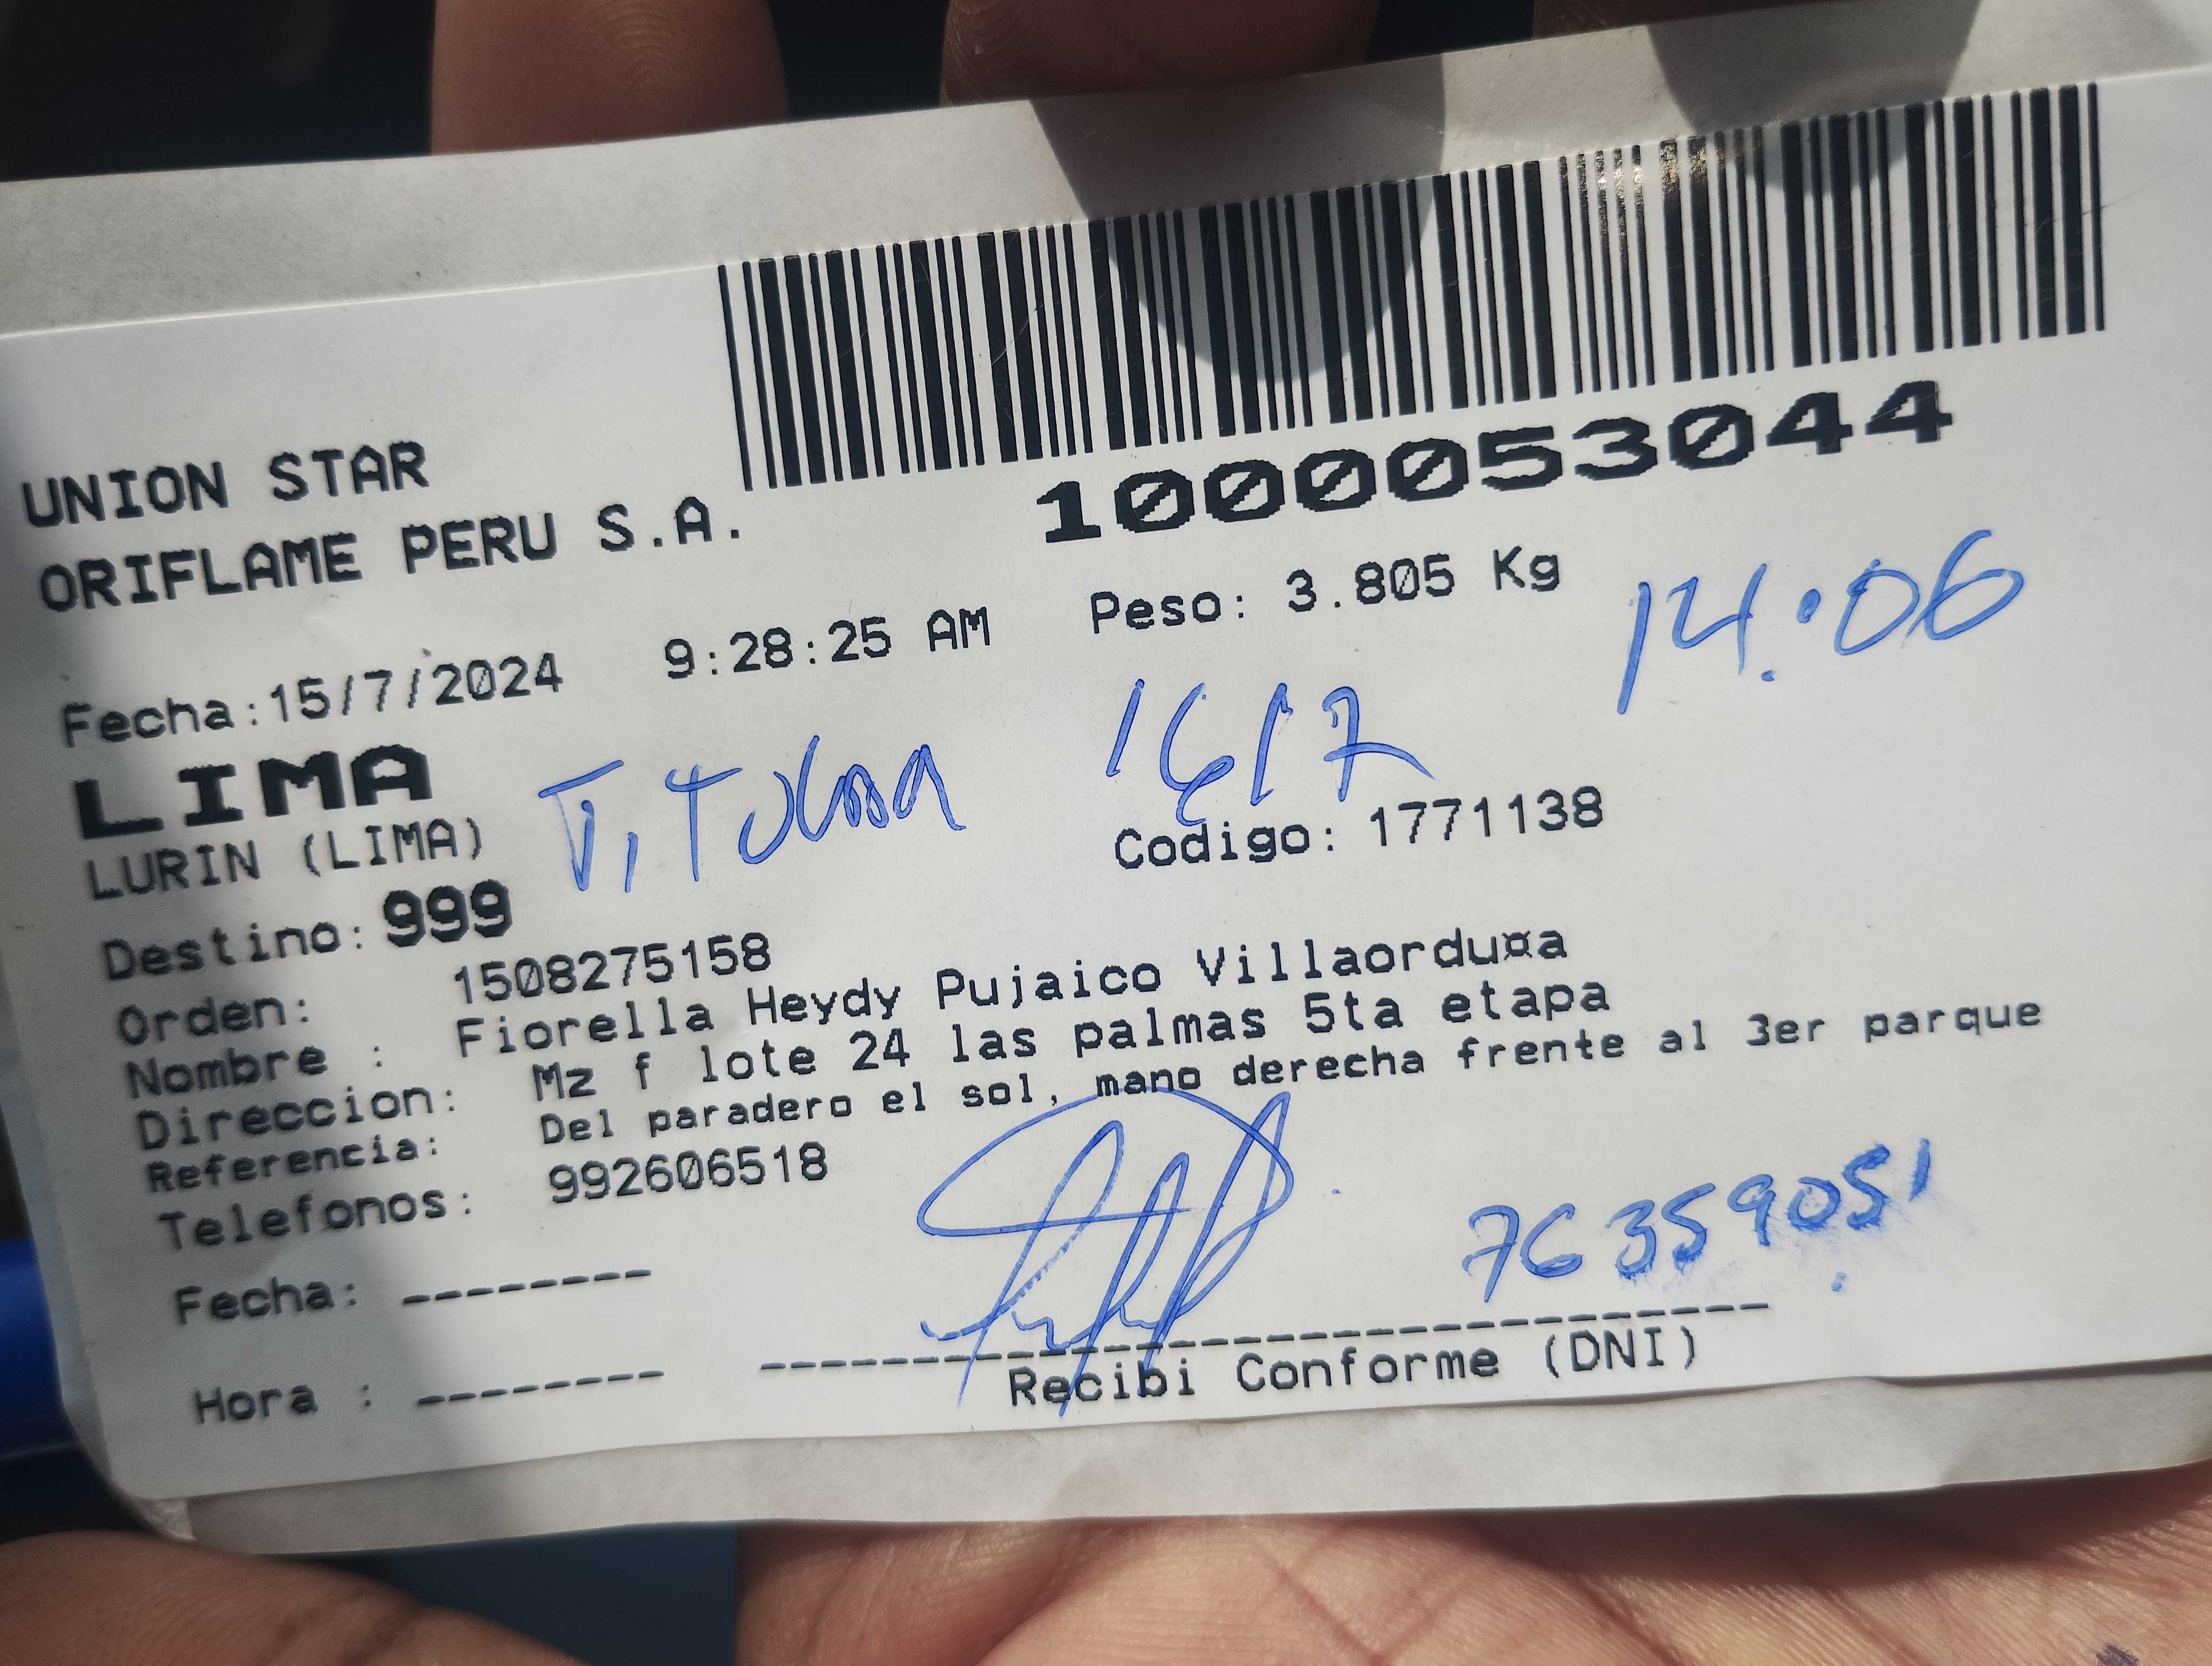 1000053044
UNION STAR
ORIFLAME PERU S.A.
Fecha:15/7/2024 9:28:25 AM Peso: 3.805 Kg 14:06
LIMA
16/7
LURIN (LIMA)
Codigo: 1771138
Destino: 999
Orden: 1508275158
Nombre : Fiorella Heydy Pujaico Villaordu¤a
Direccion: Mz f lote 24 las palmas 5ta etapa
Referencia: Del paradero el sol, mano derecha frente al 3er parque
Telefonos: 992606518
76359051
Fecha: --------
Hora : --------
Recibi Conforme (DNI)